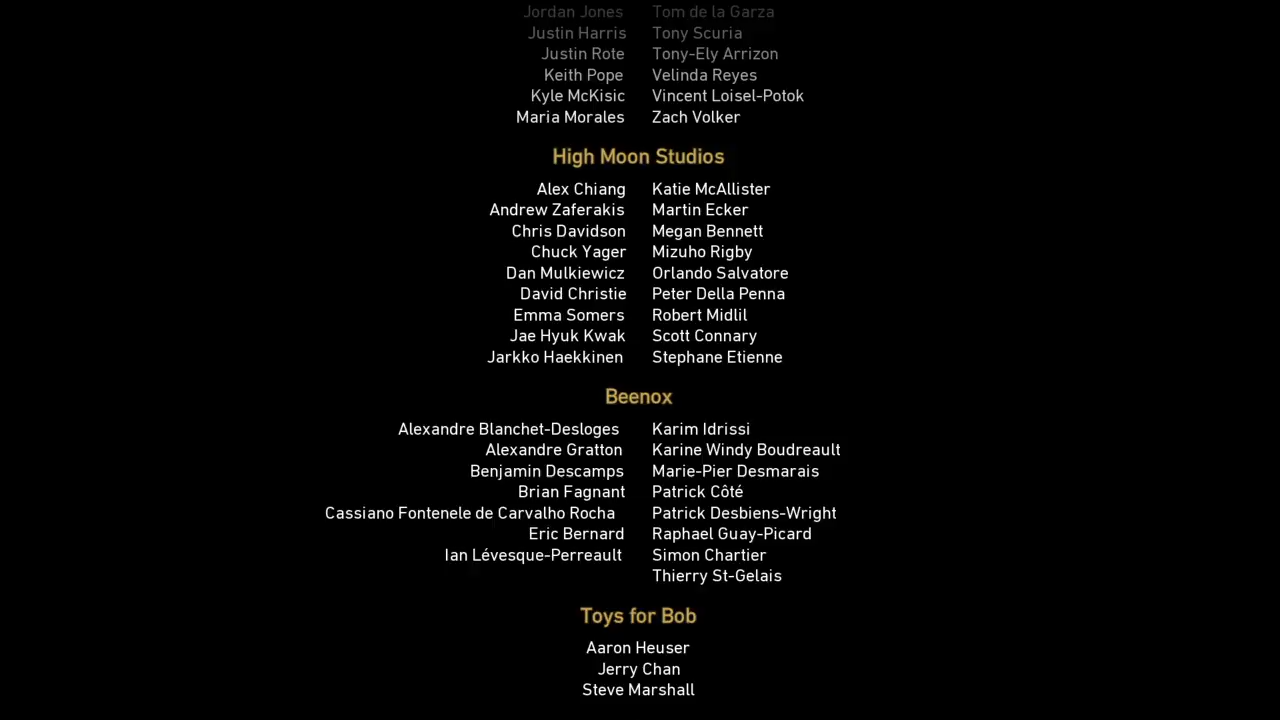 Jordan Jones Tom de la Garza
Justin Harris Tony Scuria
Justin Rote Tony-Ely Arrizon
Keith Pope Velinda Reyes
Kyle McKisic Vincent Loisel-Potok
Maria Morales Zach Volker
High Moon Studios
Alex Chiang Katie McAllister
Andrew Zaferakis Martin Ecker
Chris Davidson Megan Bennett
Chuck Yager Mizuho Rigby
Dan Mulkiewicz Orlando Salvatore
David Christie Peter Della Penna
Emma Somers Robert Midlil
Jae Hyuk Kwak Scott Connary
Jarkko Haekkinen Stephane Etienne
Beenox
Alexandre Blanchet-Desloges Karim Idrissi
Alexandre Gratton Karine Windy Boudreault
Benjamin Descamps Marie-Pier Desmarais
Brian Fagnant Patrick Côté
Cassiano Fontenele de Carvalho Rocha Patrick Desbiens-Wright
Eric Bernard Raphael Guay-Picard
Ian Lévesque-Perreault Simon Chartier
Thierry St-Gelais
Toys for Bob
Aaron Heuser
Jerry Chan
Steve Marshall